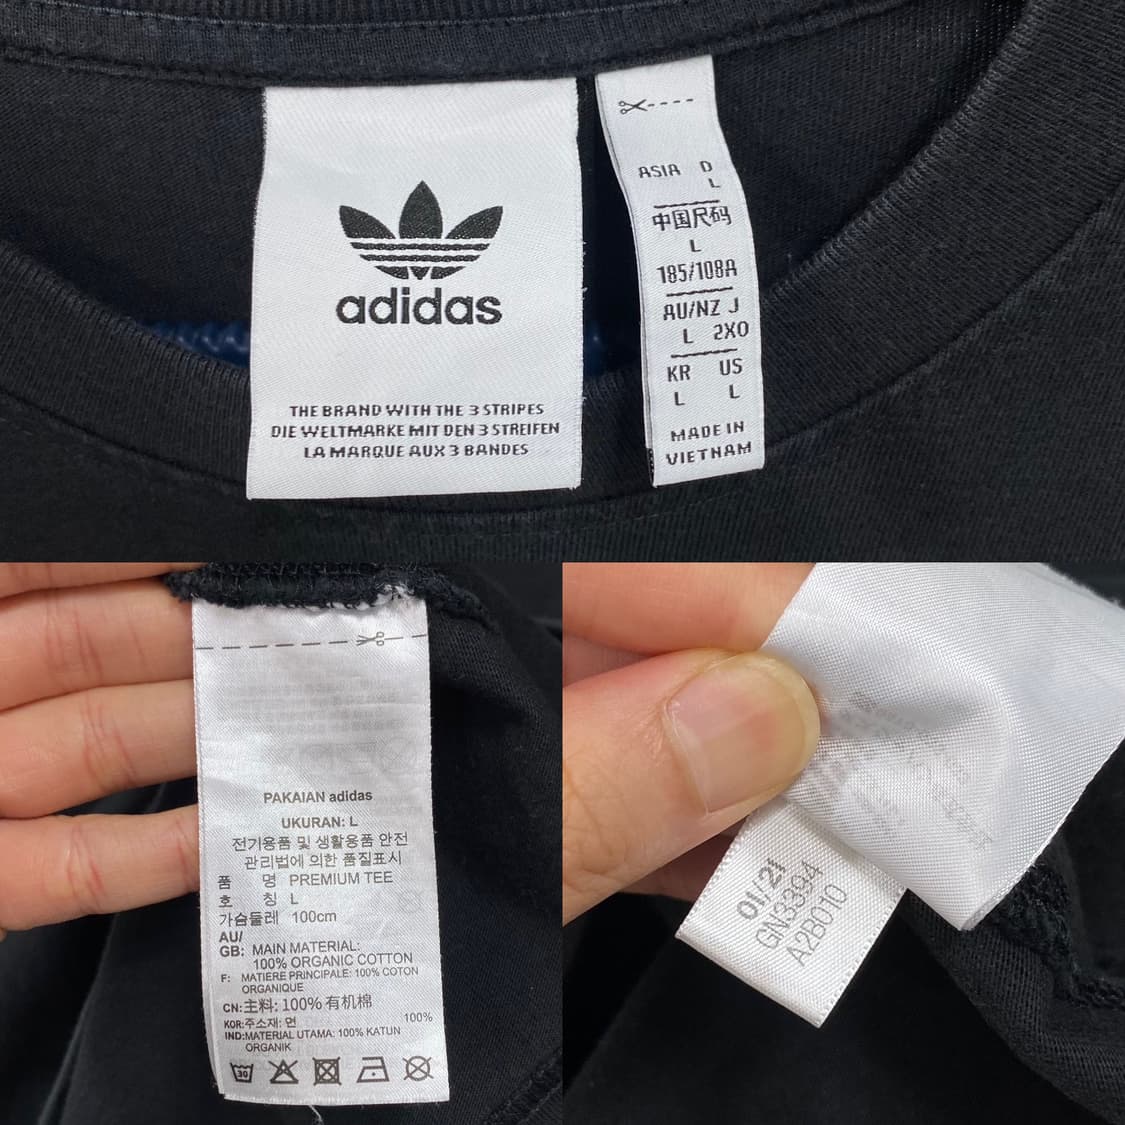 adidas
THE BRAND WITH THE 3 STRIPES
DIE WELTMARKE MIT DEN 3 STREIFEN
LA MARQUE AUX 3 BANDES
ASIA D
L
中国尺码
L
185/108A
AU/NZ J
L 2XO
KR US
L L
MADE IN
VIETNAM
PAKAIAN adidas
UKURAN: L
전기용품 및 생활용품 안전
관리법에 의한 품질표시
품 명 PREMIUM TEE
호 칭 L
가슴둘레 100cm
AU/
GB: MAIN MATERIAL:
100% ORGANIC COTTON
F: MATIERE PRINCIPALE: 100% COTON
ORGANIQUE
CN:主料: 100% 有机棉
KOR:주소재: 면 100%
IND:MATERIAL UTAMA: 100% KATUN
ORGANIK
30
01/21
GN3394
A2B010